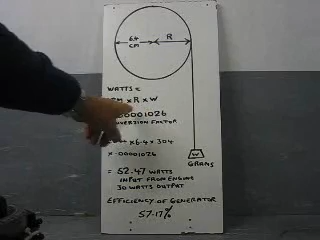 6.4
CM
R
WATTS =
x R x W
.00001026
CONVERSION FACTOR
x 6.4 x 304
W
GRAMS
x .00001026
= 52.47 WATTS
INPUT FROM ENGINE
30 WATTS OUTPUT
EFFICIENCY OF GENERATOR
57.17%